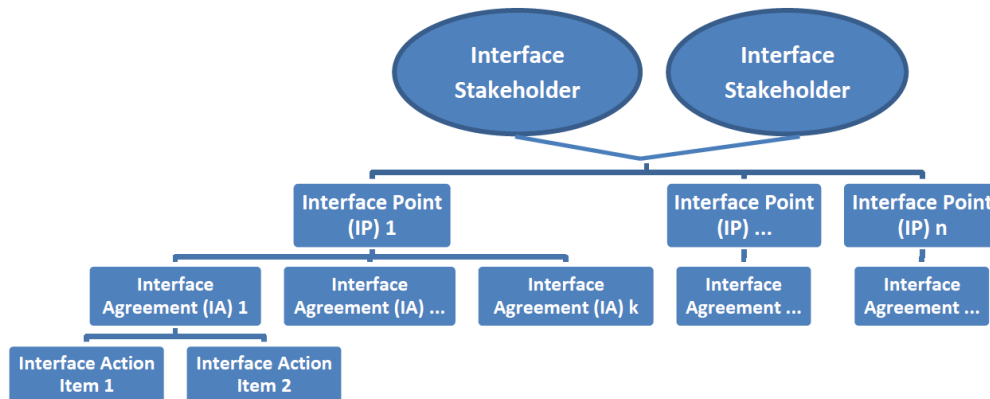 Interface
Stakeholder
Interface
Stakeholder
Interface Point
(IP) 1
Interface Point
(IP) ...
Interface Point
(IP) n
Interface
Agreement (IA) 1
Interface
Agreement (IA) ...
Interface
Agreement (IA) k
Interface
Agreement ...
Interface
Agreement ...
Interface Action
Item 1
Interface Action
Item 2